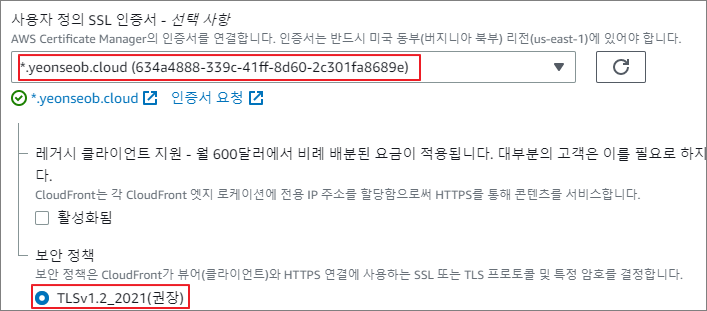 사용자 정의 SSL 인증서 - 선택 사항
AWS Certificate Manager의 인증서를 연결합니다. 인증서는 반드시 미국 동부(버지니아 북부) 리전(us-east-1)에 있어야 합니다.
*.yeonseob.cloud (634a4888-339c-41ff-8d60-2c301fa8689e)
*.yeonseob.cloud 인증서 요청
레거시 클라이언트 지원 - 월 600달러에서 비례 배분된 요금이 적용됩니다. 대부분의 고객은 이를 필요로 하지
다.
CloudFront는 각 CloudFront 엣지 로케이션에 전용 IP 주소를 할당함으로써 HTTPS를 통해 콘텐츠를 서비스합니다.
활성화됨
보안 정책
보안 정책은 CloudFront가 뷰어(클라이언트)와 HTTPS 연결에 사용하는 SSL 또는 TLS 프로토콜 및 특정 암호를 결정합니다.
TLSv1.2_2021(권장)